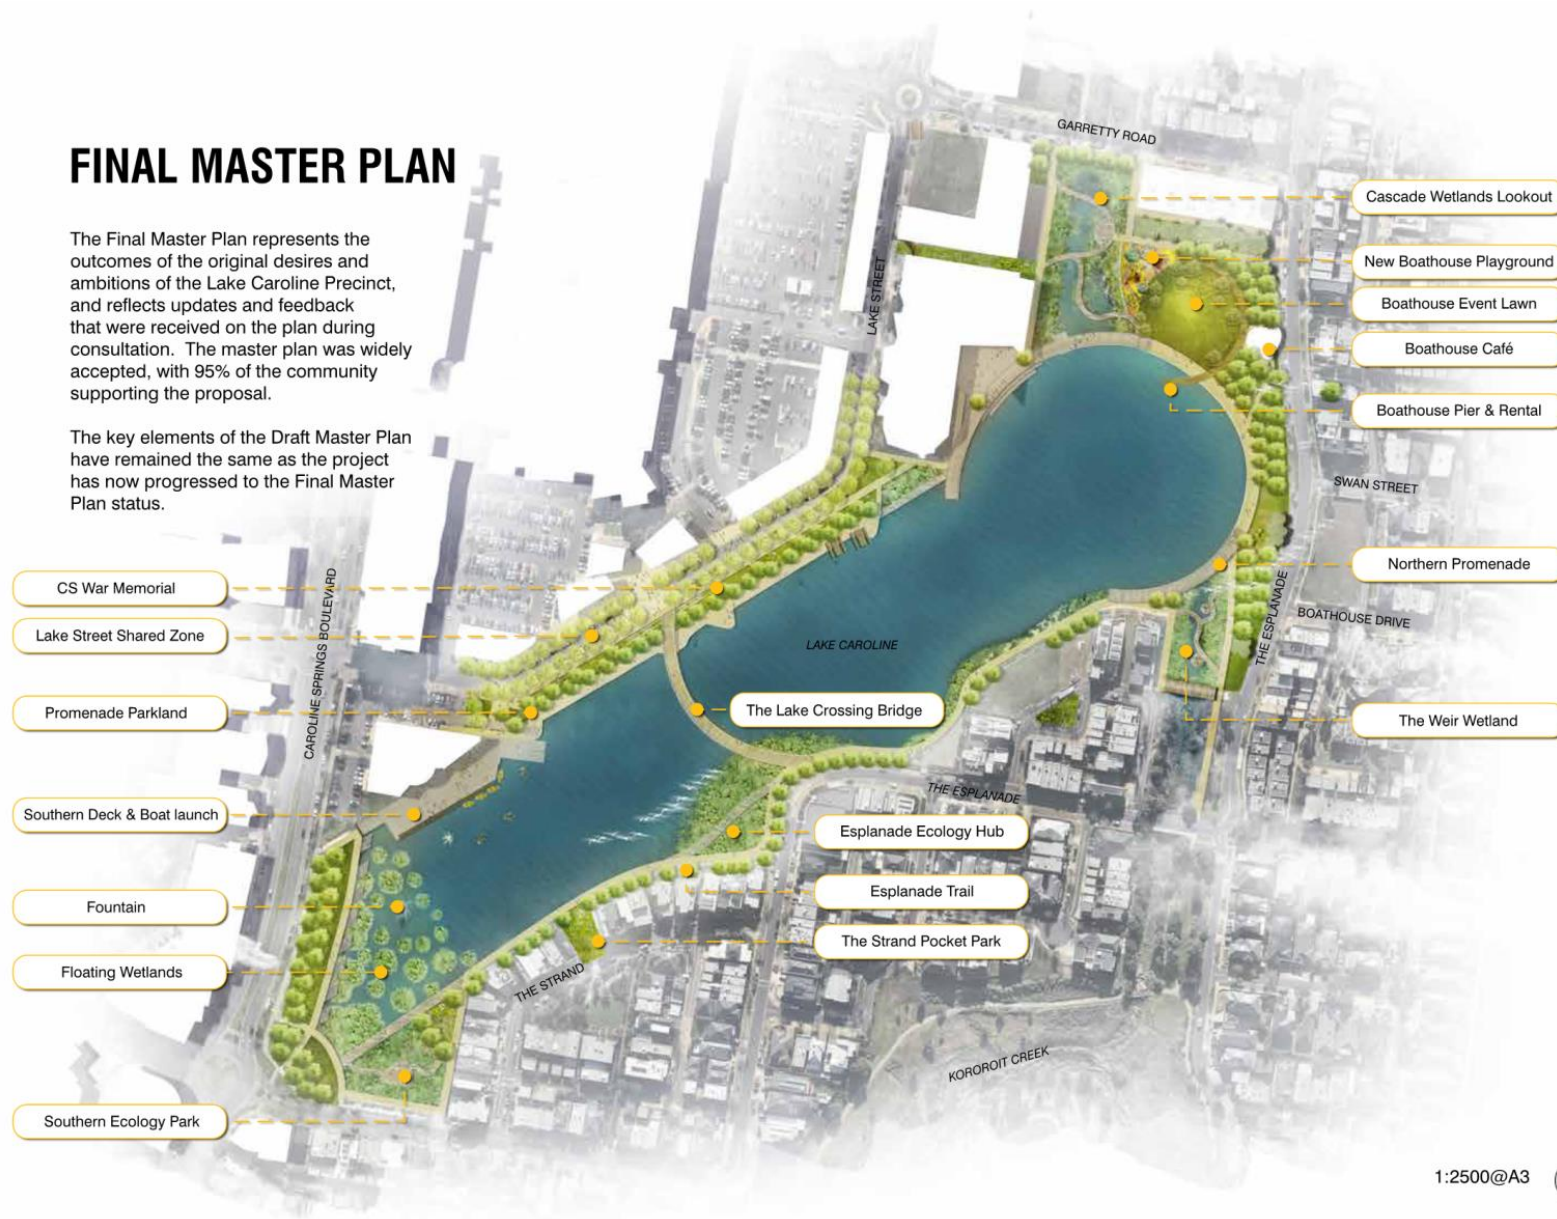 FINAL MASTER PLAN
The Final Master Plan represents the
outcomes of the original desires and
ambitions of the Lake Caroline Precinct,
and reflects updates and feedback
that were received on the plan during
consultation.  The master plan was widely
accepted, with 95% of the community
supporting the proposal.
The key elements of the Draft Master Plan
have remained the same as the project
has now progressed to the Final Master
Plan status.
GARRETTY ROAD
Cascade Wetlands Lookout
New Boathouse Playground
Boathouse Event Lawn
LAKE STREET
Boathouse Café
Boathouse Pier & Rental
SWAN STREET
Northern Promenade
CS War Memorial
Lake Street Shared Zone
CAROLINE SPRINGS BOULEVARD
THE ESPLANADE
BOATHOUSE DRIVE
LAKE CAROLINE
Promenade Parkland
The Lake Crossing Bridge
The Weir Wetland
THE ESPLANADE
Southern Deck & Boat launch
Esplanade Ecology Hub
Esplanade Trail
Fountain
The Strand Pocket Park
Floating Wetlands
THE STRAND
KOROROIT CREEK
Southern Ecology Park
1:2500@A3